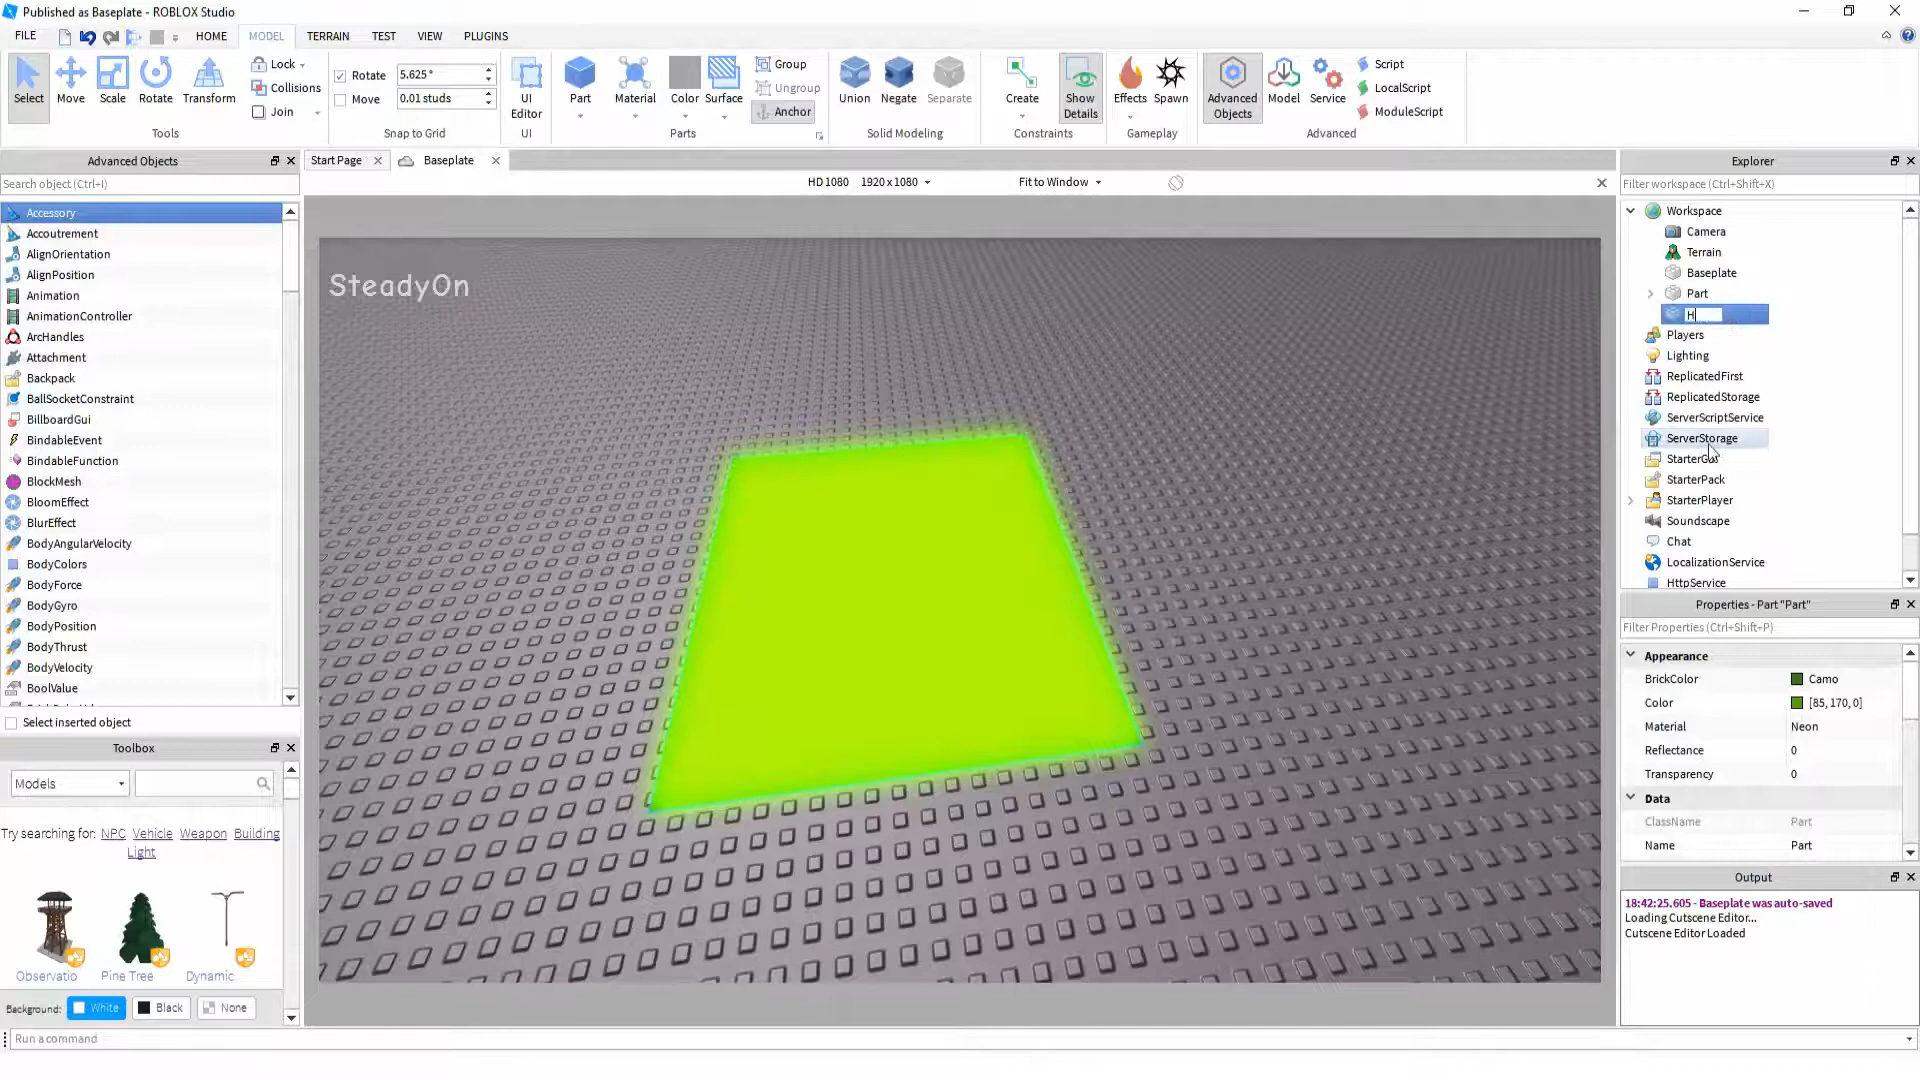 Published as Baseplate - ROBLOX Studio
FILE HOME MODEL TERRAIN TEST VIEW PLUGINS
Select Move Scale Rotate Transform
Lock
Collisions
Join
Tools
Rotate 5.625 °
Move 0.01 studs
Snap to Grid
UI Editor
UI
Part Material Color Surface
Group
Ungroup
Anchor
Parts
Union Negate Separate
Solid Modeling
Create Show Details
Constraints
Effects Spawn
Gameplay
Advanced Objects Model Service
Script
LocalScript
ModuleScript
Advanced
Advanced Objects
Search object (Ctrl+I)
Accessory
Accoutrement
AlignOrientation
AlignPosition
Animation
AnimationController
ArcHandles
Attachment
Backpack
BallSocketConstraint
BillboardGui
BindableEvent
BindableFunction
BlockMesh
BloomEffect
BlurEffect
BodyAngularVelocity
BodyColors
BodyForce
BodyGyro
BodyPosition
BodyThrust
BodyVelocity
BoolValue
Select inserted object
Toolbox
Models
Try searching for: NPC Vehicle Weapon Building
Light
Observatio Pine Tree Dynamic
Background: White Black None
Run a command
Start Page Baseplate
HD 1080 1920 x 1080 Fit to Window
SteadyOn
Explorer
Filter workspace (Ctrl+Shift+X)
Workspace
Camera
Terrain
Baseplate
Part
H
Players
Lighting
ReplicatedFirst
ReplicatedStorage
ServerScriptService
ServerStorage
StarterGui
StarterPack
StarterPlayer
Soundscape
Chat
LocalizationService
HttpService
Properties - Part "Part"
Filter Properties (Ctrl+Shift+P)
Appearance
BrickColor Camo
Color [85, 170, 0]
Material Neon
Reflectance 0
Transparency 0
Data
ClassName Part
Name Part
Output
18:42:25.605 - Baseplate was auto-saved
Loading Cutscene Editor...
Cutscene Editor Loaded